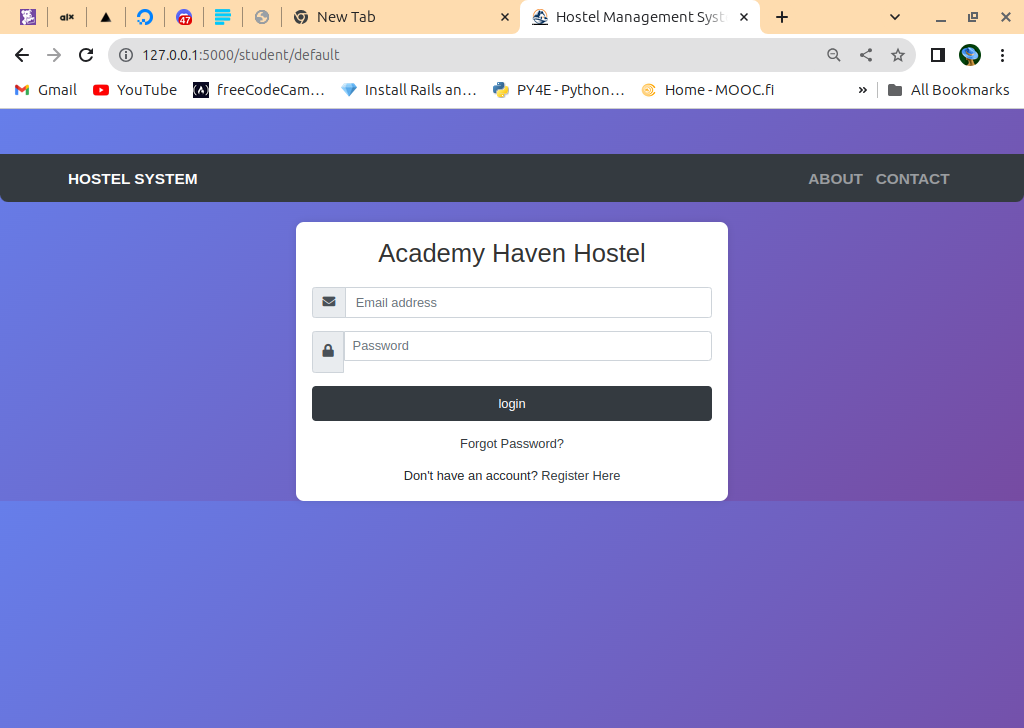 alx
47
New Tab
Hostel Management Syst
127.0.0.1:5000/student/default
Gmail
YouTube
freeCodeCam...
Install Rails an...
PY4E - Python...
Home - MOOC.fi
»
All Bookmarks
HOSTEL SYSTEM
ABOUT
CONTACT
Academy Haven Hostel
Email address
Password
login
Forgot Password?
Don't have an account? Register Here